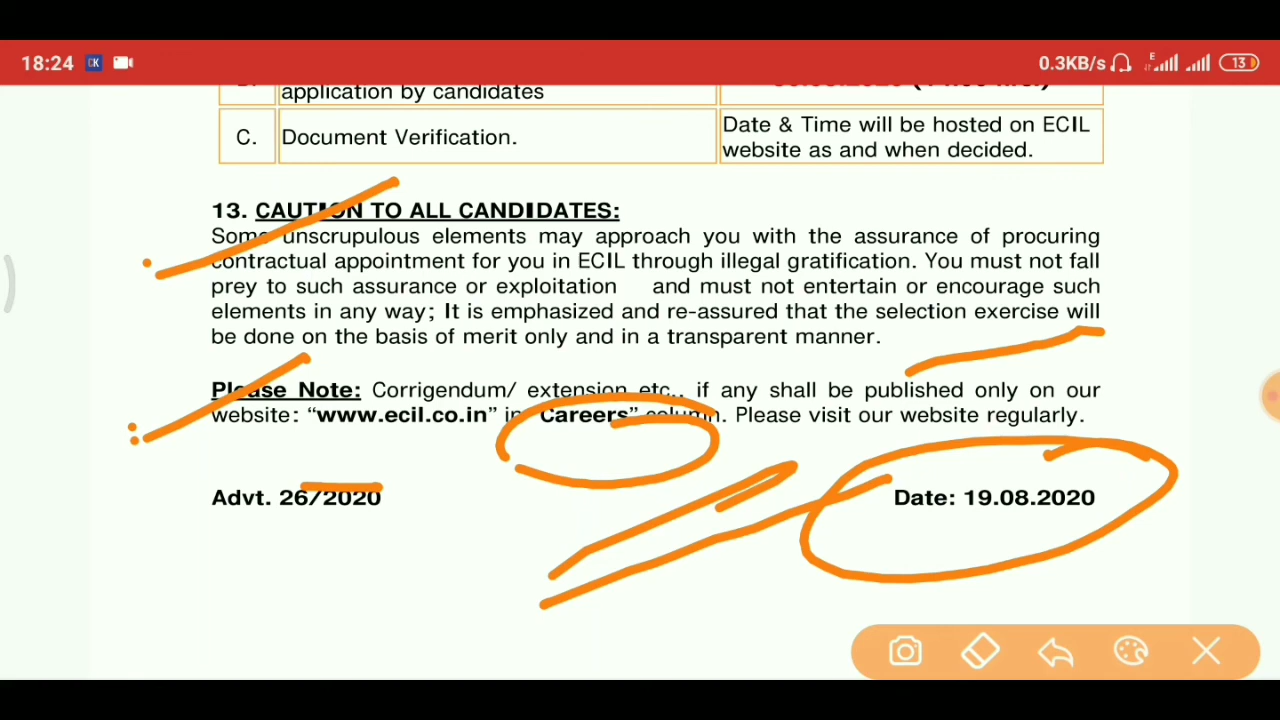 18:24 CK 0.3KB/s E 13
application by candidates
C. Document Verification. Date & Time will be hosted on ECIL
website as and when decided.
13. CAUTION TO ALL CANDIDATES:
Some unscrupulous elements may approach you with the assurance of procuring
contractual appointment for you in ECIL through illegal gratification. You must not fall
prey to such assurance or exploitation and must not entertain or encourage such
elements in any way; It is emphasized and re-assured that the selection exercise will
be done on the basis of merit only and in a transparent manner.
Please Note: Corrigendum/ extension etc., if any shall be published only on our
website: “www.ecil.co.in” in “Careers” column. Please visit our website regularly.
Advt. 26/2020 Date: 19.08.2020